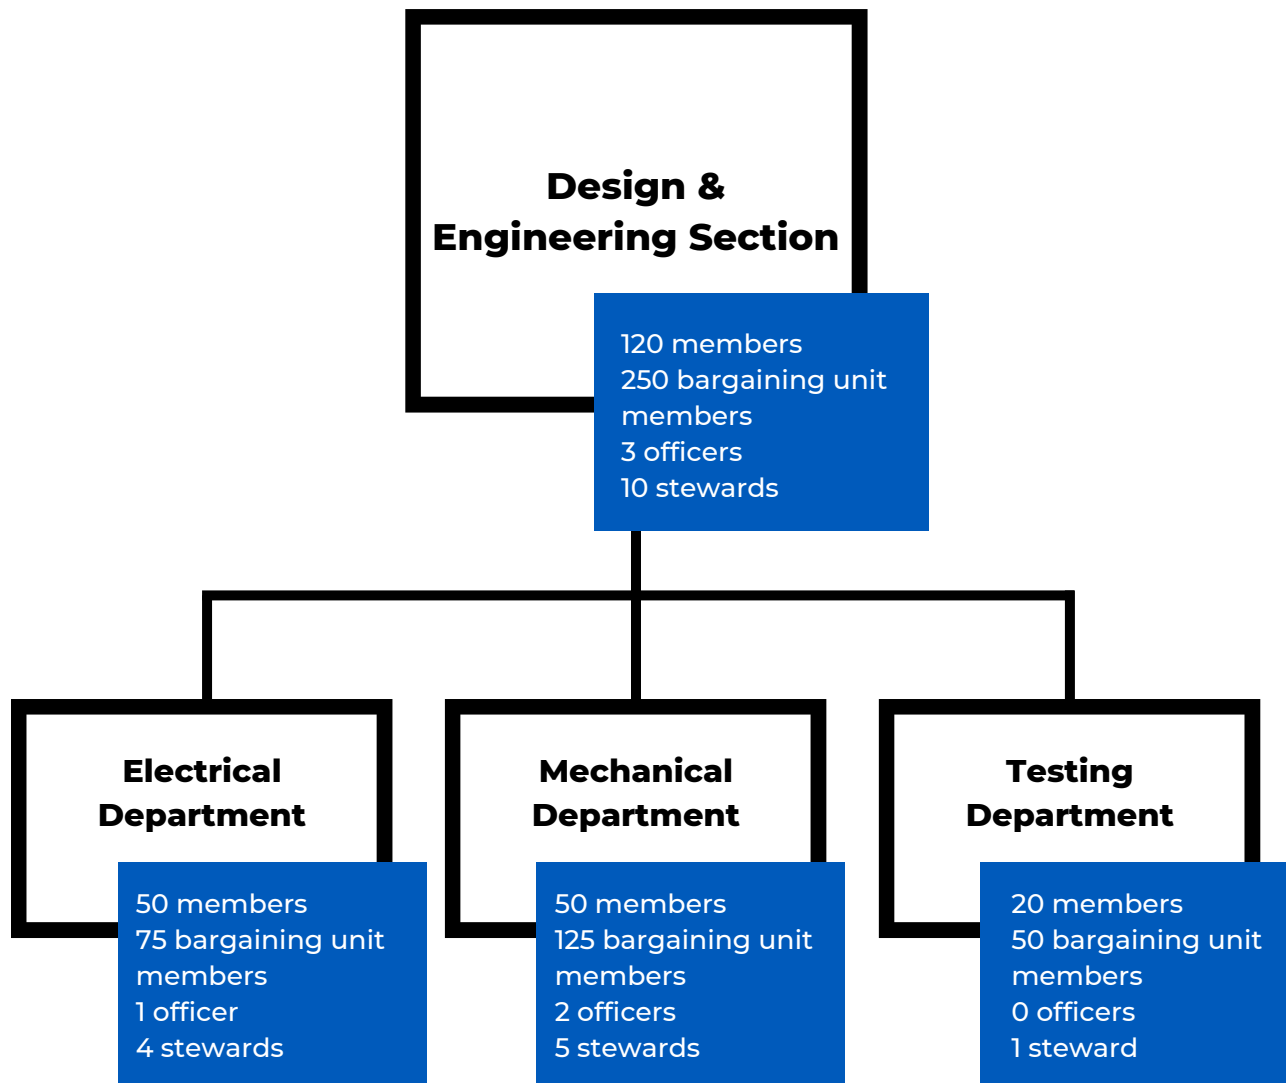 Design &
Engineering Section
120 members
250 bargaining unit
members
3 officers
10 stewards
Electrical
Department
50 members
75 bargaining unit
members
1 officer
4 stewards
Mechanical
Department
50 members
125 bargaining unit
members
2 officers
5 stewards
Testing
Department
20 members
50 bargaining unit
members
0 officers
1 steward